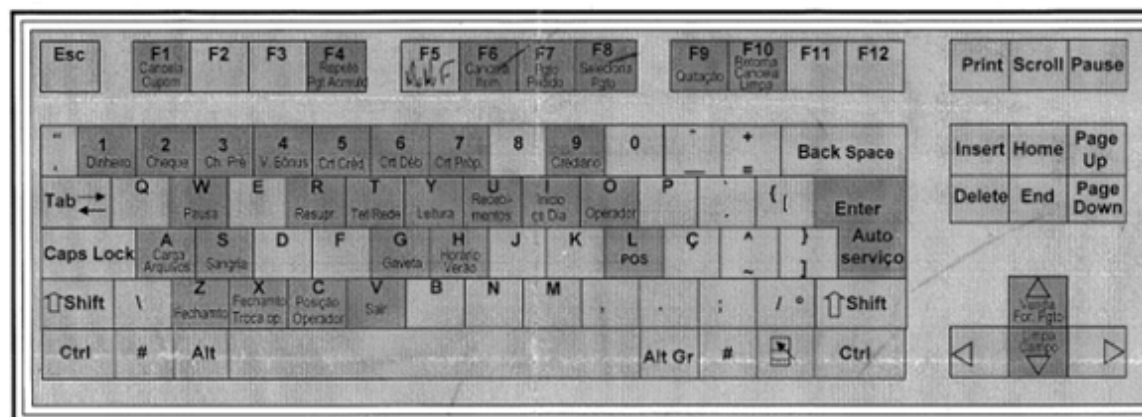 Esc F1 F2 F3 F4 F5 F6 F7 F8 F9 F10 F11 F12 Print Scroll Pause
Cancela Cupom Repete Pgt Acumuld Cancela Item Pgto Pedido Seleciona Pgto Quitação Retorna Cancela Limpa
" 1 2 3 4 5 6 7 8 9 0 - + Back Space Insert Home Page Up
Dinheiro Cheque Ch. Pré V. Bônus Crt Créd. Crt Déb Crt Próp. Crediário _ =
Tab Q W E R T Y U I O P ` { [ Enter Delete End Page Down
Pausa Resupr. Tet Rede Leitura Recebi-mentos Início Dia Operador
Caps Lock A S D F G H J K L Ç ^ ~ } ] Auto serviço
Carga Arquivos Sangria Gaveta Horário Verão POS
Shift \ Z X C V B N M , . ; / ° Shift
Fechamto Fechamto Troca op. Posição Operador Sair Venda For. Pgto
Ctrl # Alt Alt Gr # Ctrl Limpa Campo